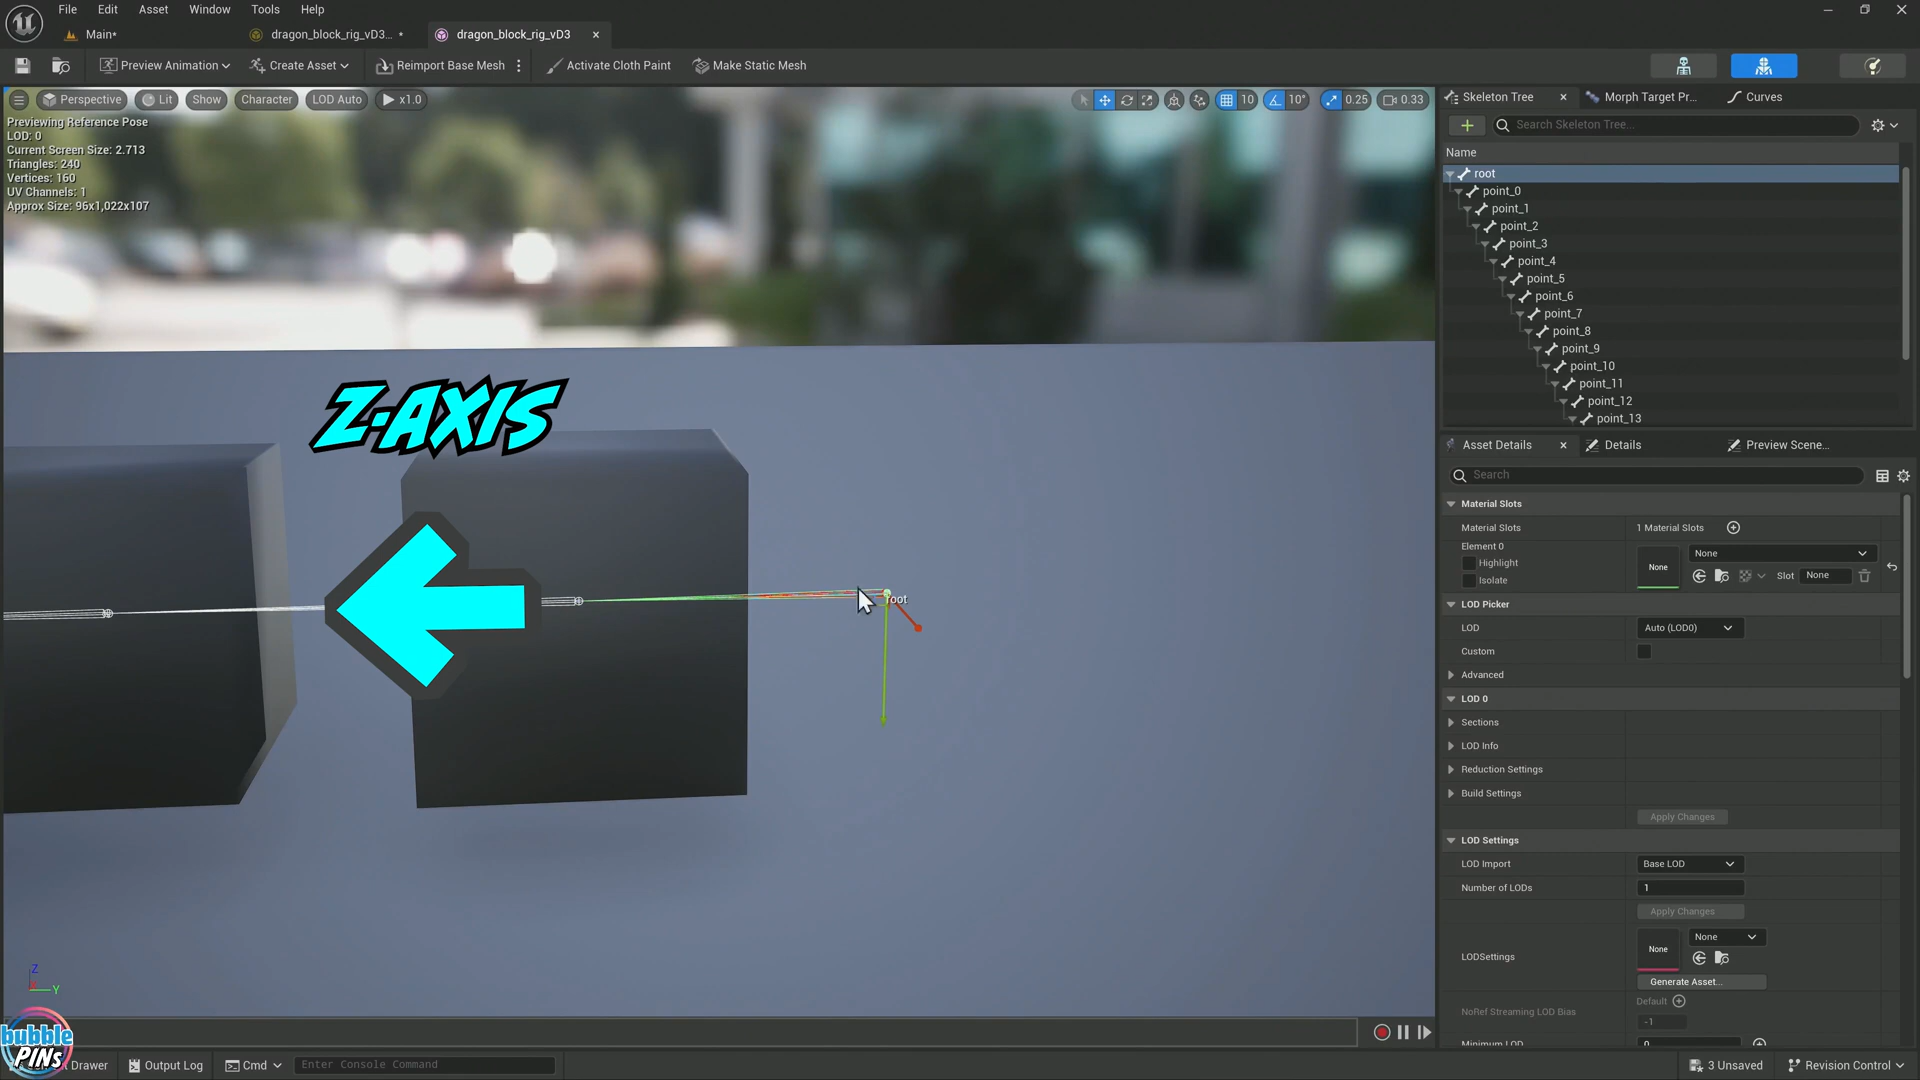 File Edit Asset Window Tools Help
Main*
dragon_block_rig_vD3... *
dragon_block_rig_vD3
Preview Animation
Create Asset
Reimport Base Mesh
Activate Cloth Paint
Make Static Mesh
Perspective Lit Show Character LOD Auto x1.0
10 10° 0.25 0.33
Previewing Reference Pose
LOD: 0
Current Screen Size: 2.713
Triangles: 240
Vertices: 160
UV Channels: 1
Approx Size: 96x1,022x107
Z-AXIS
root
Z
Y
bubble
PINS
Skeleton Tree
Morph Target Pr...
Curves
Search Skeleton Tree...
Name
root
point_0
point_1
point_2
point_3
point_4
point_5
point_6
point_7
point_8
point_9
point_10
point_11
point_12
point_13
Asset Details
Details
Preview Scene...
Search
Material Slots
Material Slots 1 Material Slots
Element 0
Highlight
Isolate
None
None
Slot None
LOD Picker
LOD Auto (LOD0)
Custom
Advanced
LOD 0
Sections
LOD Info
Reduction Settings
Build Settings
Apply Changes
LOD Settings
LOD Import Base LOD
Number of LODs 1
Apply Changes
LODSettings
None
None
Generate Asset...
Default
NoRef Streaming LOD Bias
-1
Minimum LOD 0
Drawer
Output Log
Cmd
Enter Console Command
3 Unsaved
Revision Control